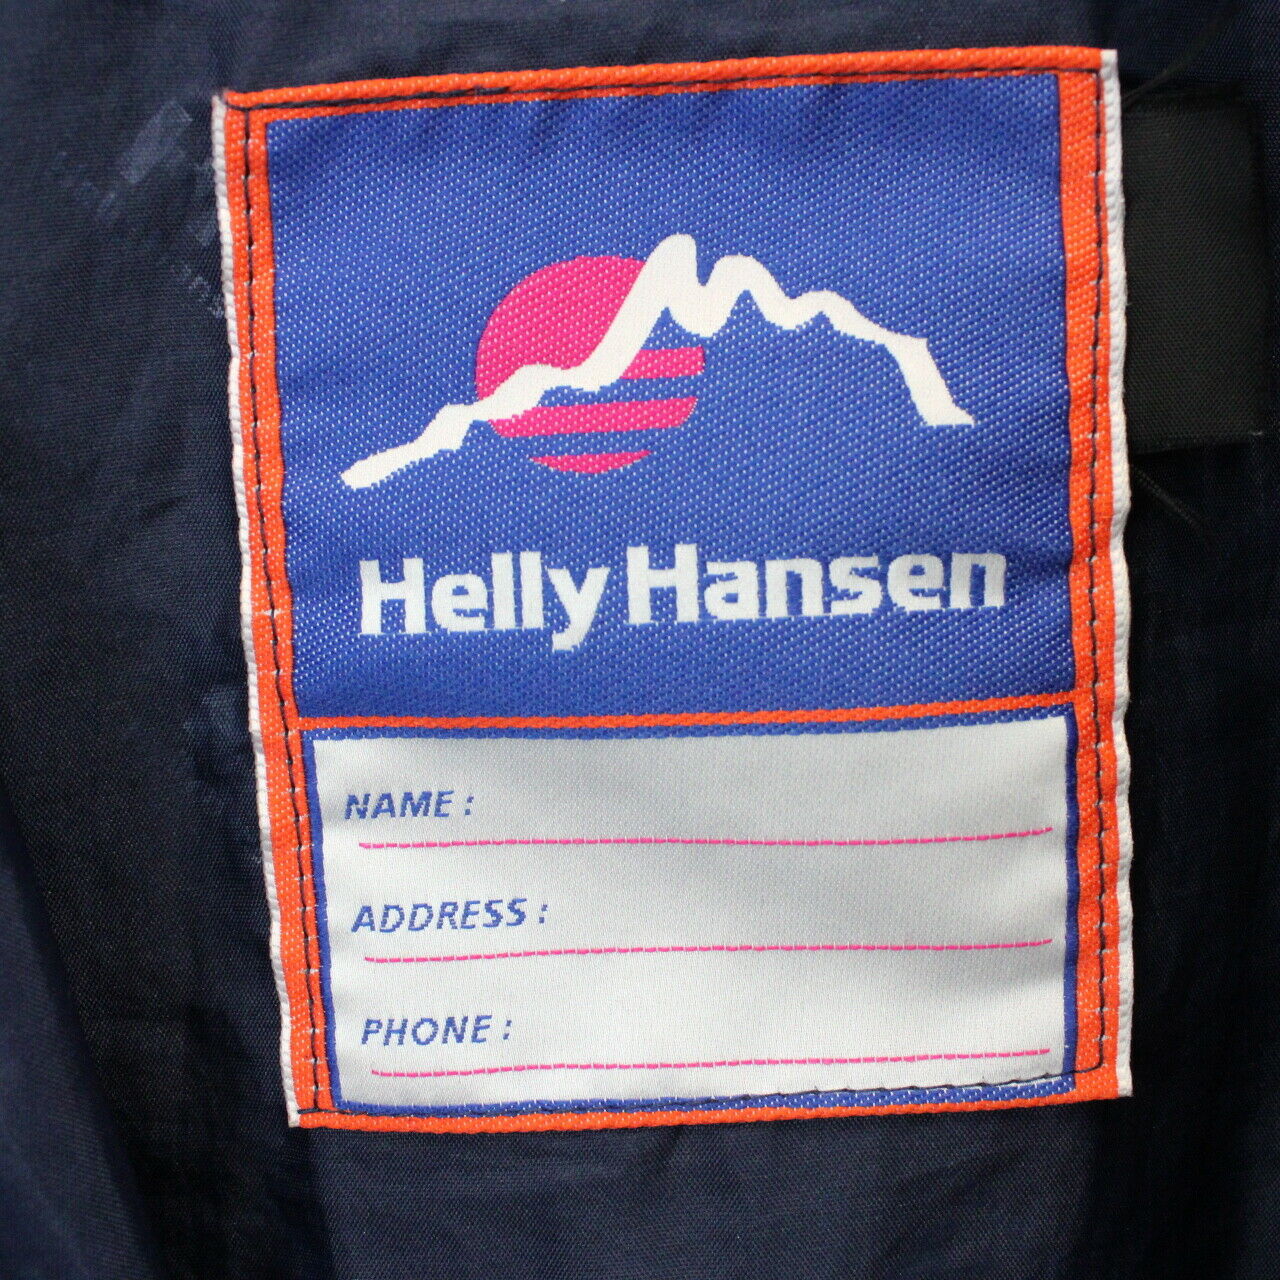 Helly Hansen
NAME :
ADDRESS :
PHONE :